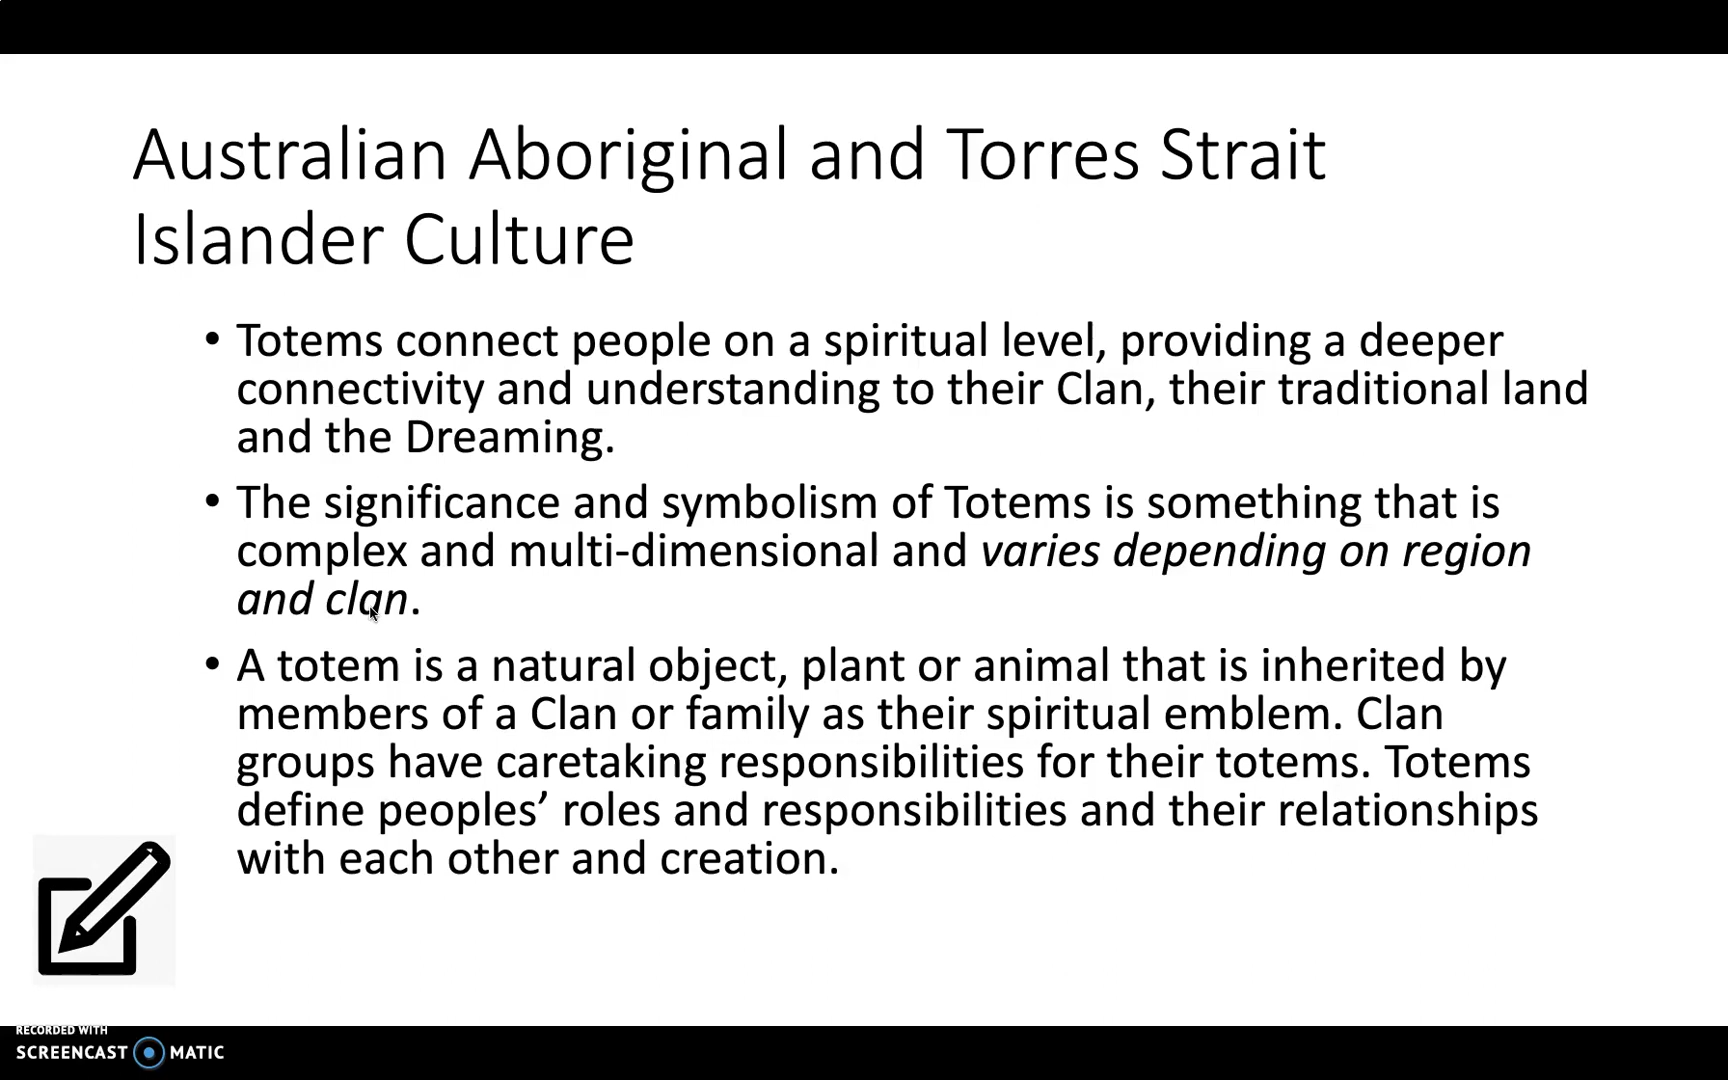 Australian Aboriginal and Torres Strait
Islander Culture
• Totems connect people on a spiritual level, providing a deeper
connectivity and understanding to their Clan, their traditional land
and the Dreaming.
• The significance and symbolism of Totems is something that is
complex and multi-dimensional and varies depending on region
and clan.
• A totem is a natural object, plant or animal that is inherited by
members of a Clan or family as their spiritual emblem. Clan
groups have caretaking responsibilities for their totems. Totems
define peoples’ roles and responsibilities and their relationships
with each other and creation.
RECORDED WITH
SCREENCAST MATIC